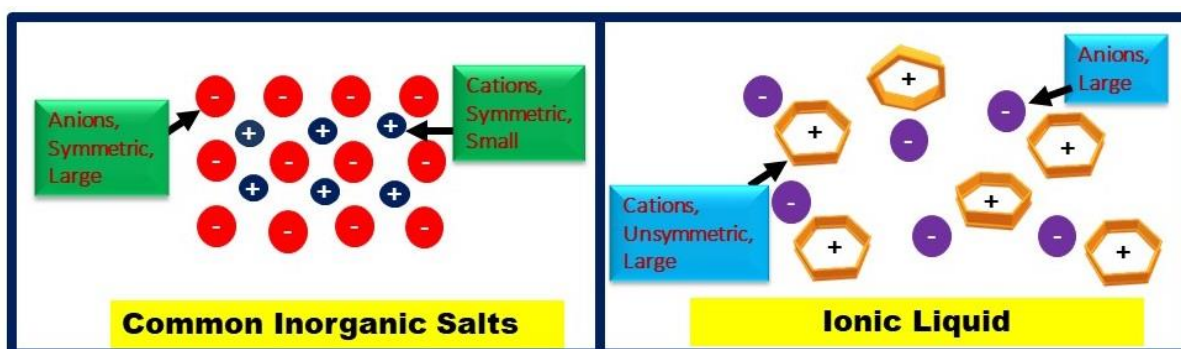 Anions,
Symmetric,
Large
Cations,
Symmetric,
Small
- - - -
+ + +
- - - -
+ + +
- - - -
Common Inorganic Salts
Anions,
Large
Cations,
Unsymmetric,
Large
+
- -
+ - +
- +
+ - - +
Ionic Liquid